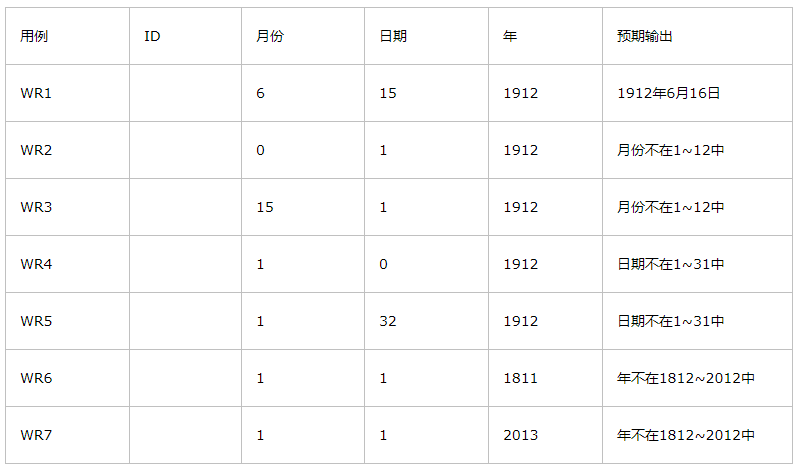 用例 ID 月份 日期 年 预期输出
WR1 6 15 1912 1912年6月16日
WR2 0 1 1912 月份不在1~12中
WR3 15 1 1912 月份不在1~12中
WR4 1 0 1912 日期不在1~31中
WR5 1 32 1912 日期不在1~31中
WR6 1 1 1811 年不在1812~2012中
WR7 1 1 2013 年不在1812~2012中